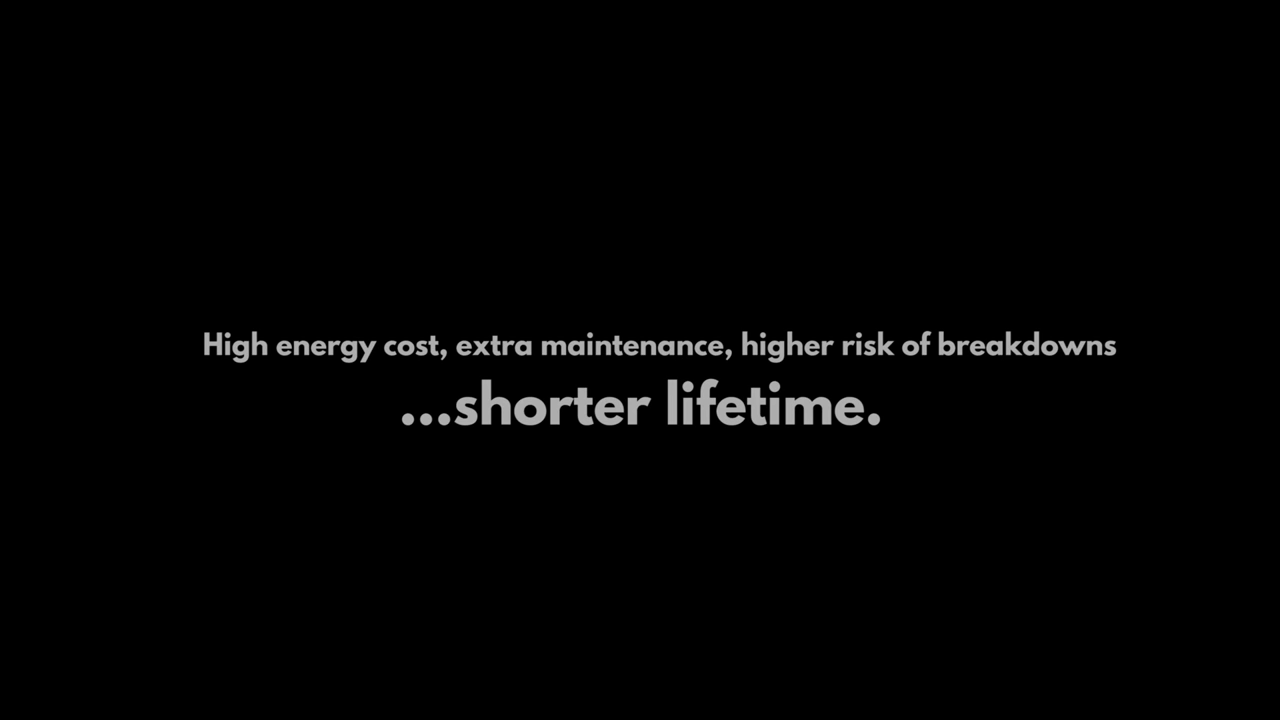 High energy cost, extra maintenance, higher risk of breakdowns
...shorter lifetime.